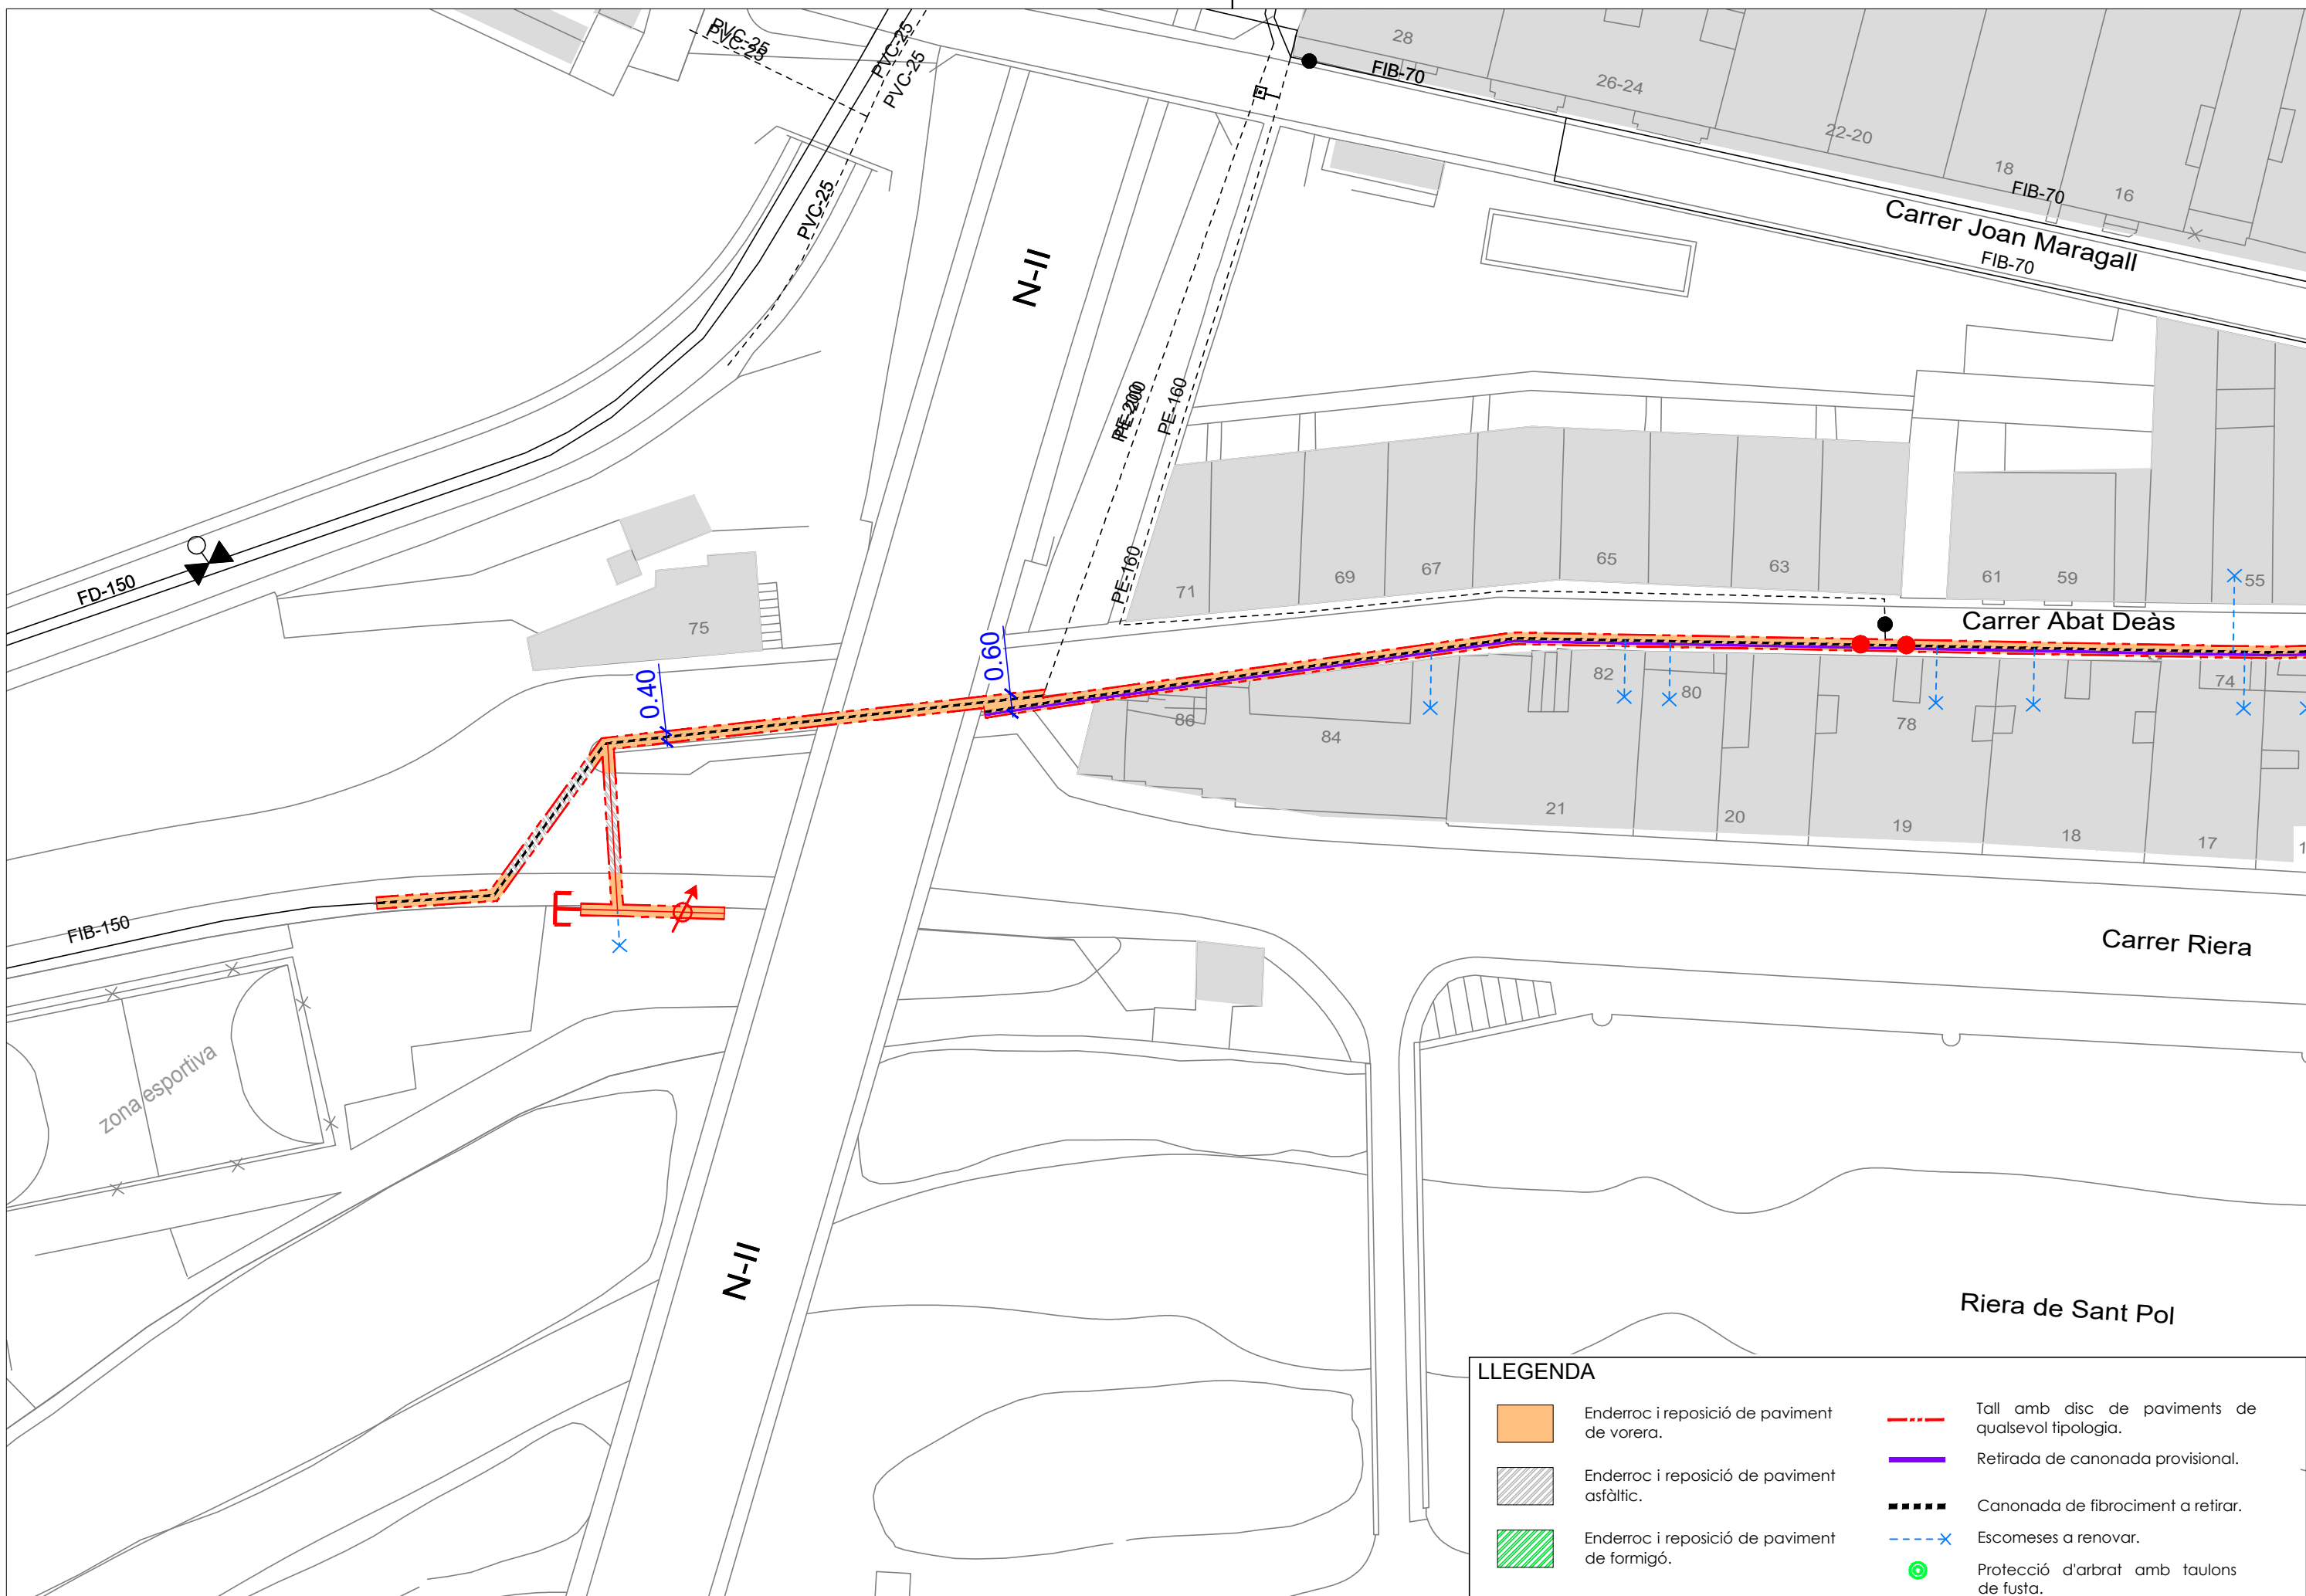 PVC-25
PVC-25
PVC-25
PVC-25
PVC-25
28
FIB-70
26-24
22-20
18
FIB-70
16
Carrer Joan Maragall
FIB-70
N-II
PE-200
PE-200
PE-160
PE-160
FD-150
75
71
69
67
65
63
61
59
55
Carrer Abat Deàs
0.40
0.60
86
84
82
80
78
74
21
20
19
18
17
1
FIB-150
Carrer Riera
zona esportiva
N-II
Riera de Sant Pol
LLEGENDA
Enderroc i reposició de paviment
de vorera.
Enderroc i reposició de paviment
asfàltic.
Enderroc i reposició de paviment
de formigó.
Tall amb disc de paviments de
qualsevol tipologia.
Retirada de canonada provisional.
Canonada de fibrociment a retirar.
Escomeses a renovar.
Protecció d'arbrat amb taulons
de fusta.